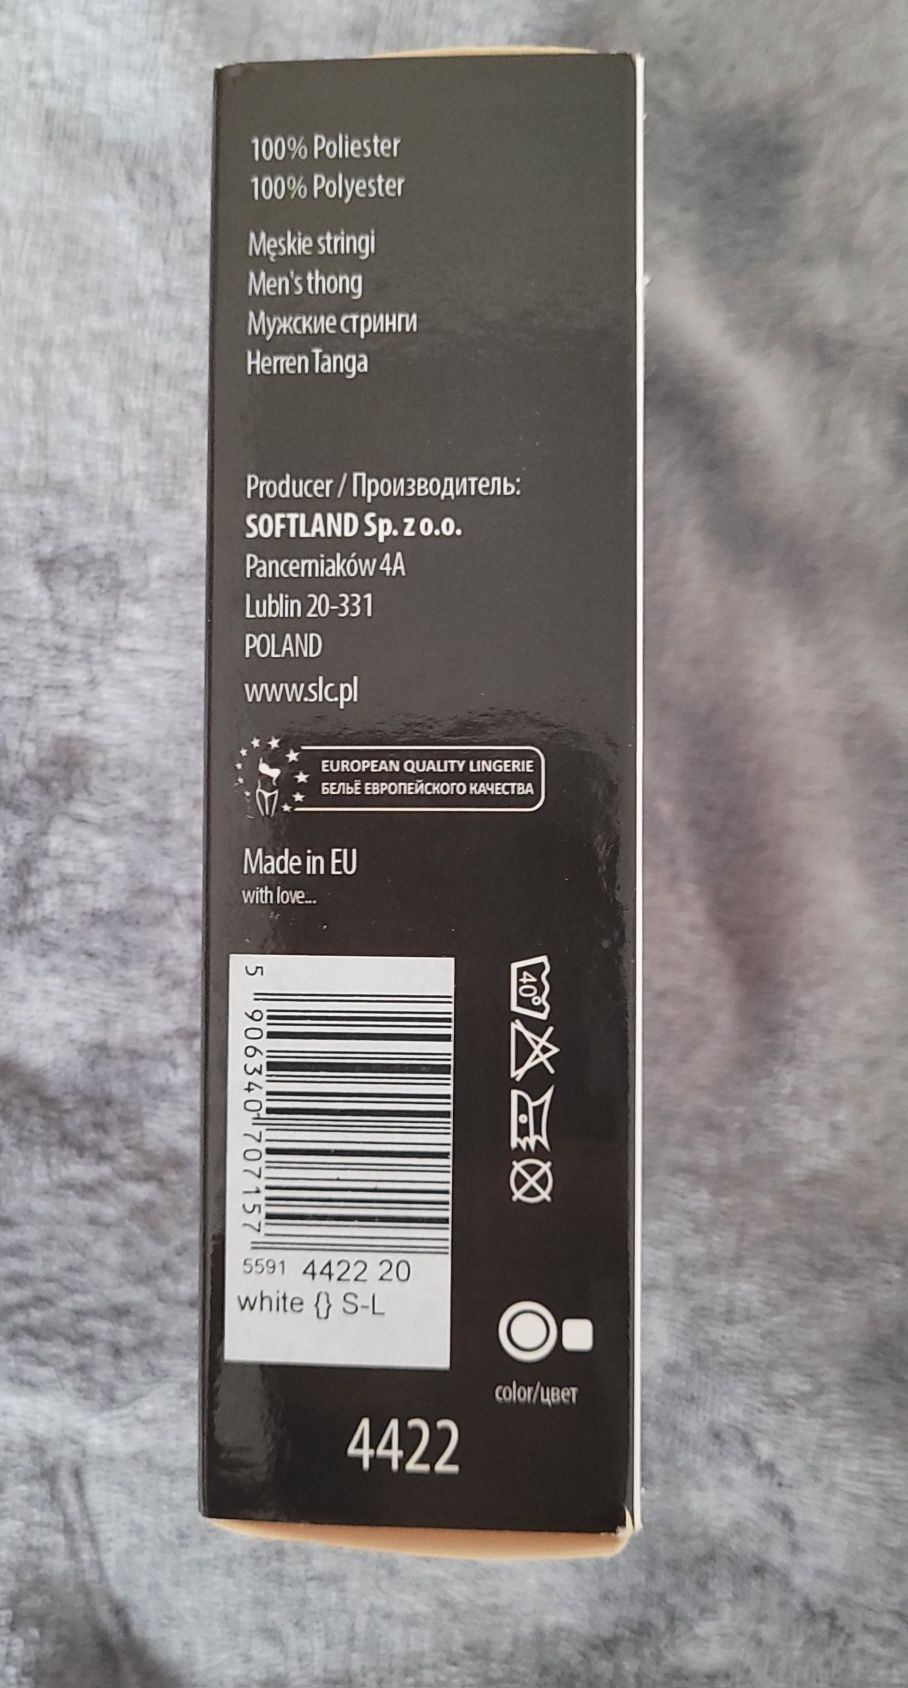 100% Poliester
100% Polyester
Męskie stringi
Men's thong
Мужские стринги
Herren Tanga
Producer / Производитель:
SOFTLAND Sp. z o.o.
Pancerniaków 4A
Lublin 20-331
POLAND
www.slc.pl
EUROPEAN QUALITY LINGERIE
БЕЛЬЁ ЕВРОПЕЙСКОГО КАЧЕСТВА
Made in EU
with love...
40°
5 906340 707157
5591 4422 20
white {} S-L
color/цвет
4422